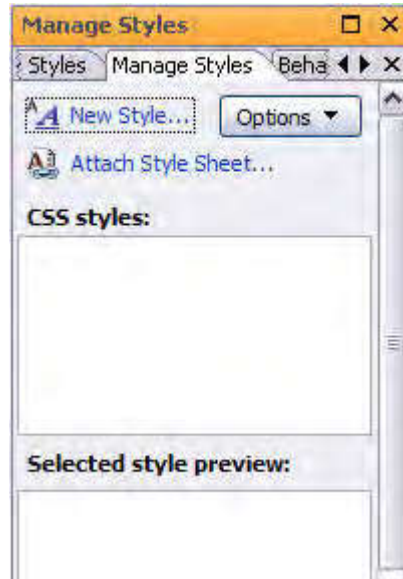 Manage Styles
Styles Manage Styles Beha
New Style... Options
Attach Style Sheet...
CSS styles:
Selected style preview: